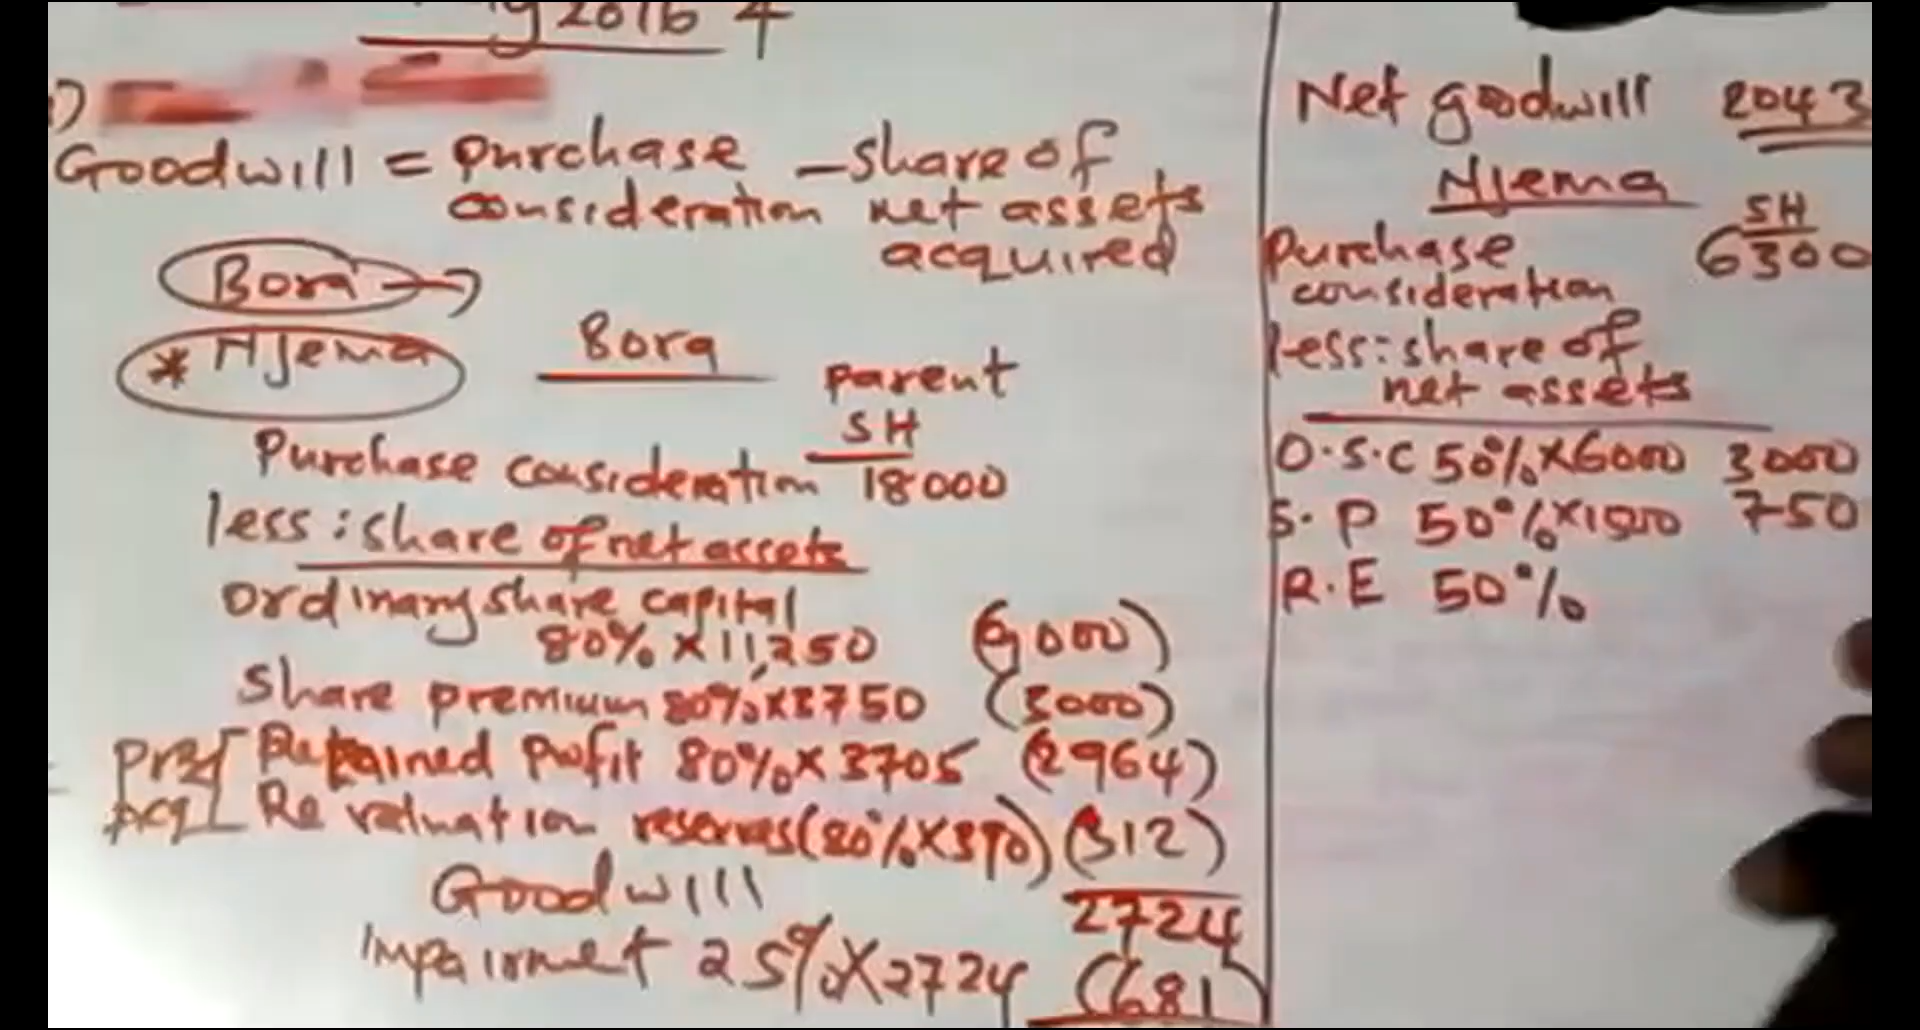 2016 4
Goodwill = purchase - share of
consideration net assets
acquired
Bora
* Njema
Bora
parent
SH
Purchase consideration 18000
less: share of net assets
ordinary share capital
80% x 11,250 (9000)
Share premium 80% x 3750 (3000)
Retained Profit 80% x 3705 (2964)
Revaluation reserves (80% x 390) (312)
Goodwill 2724
Impairmet 25% x 2724 (681)
Net goodwill 2043
Njema
SH
Purchase 6300
consideration
less: share of
net assets
O.S.C 50% x 6000 3000
S.P 50% x 1500 750
R.E 50%